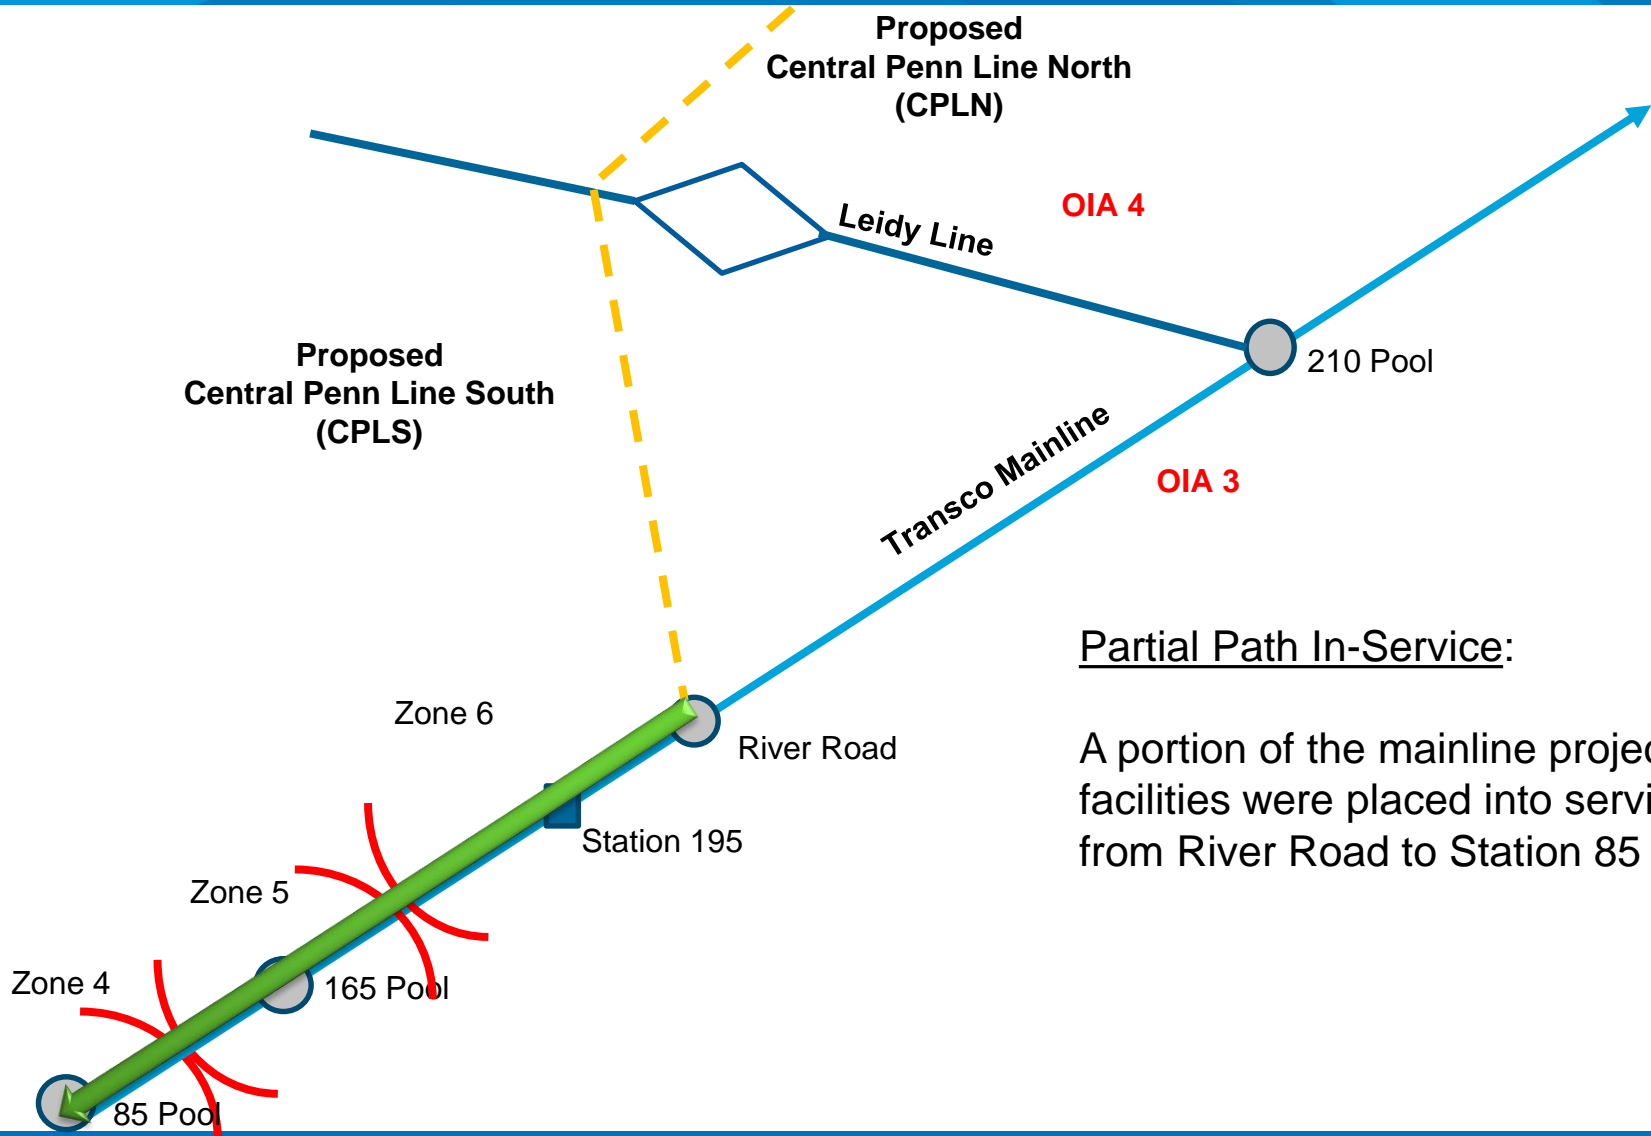 Proposed
Central Penn Line North
(CPLN)
OIA 4
Leidy Line
Proposed
Central Penn Line South
(CPLS)
210 Pool
Transco Mainline
OIA 3
Partial Path In-Service:
Zone 6
River Road
A portion of the mainline projec
facilities were placed into servi
from River Road to Station 85
Station 195
Zone 5
Zone 4
165 Pool
85 Pool